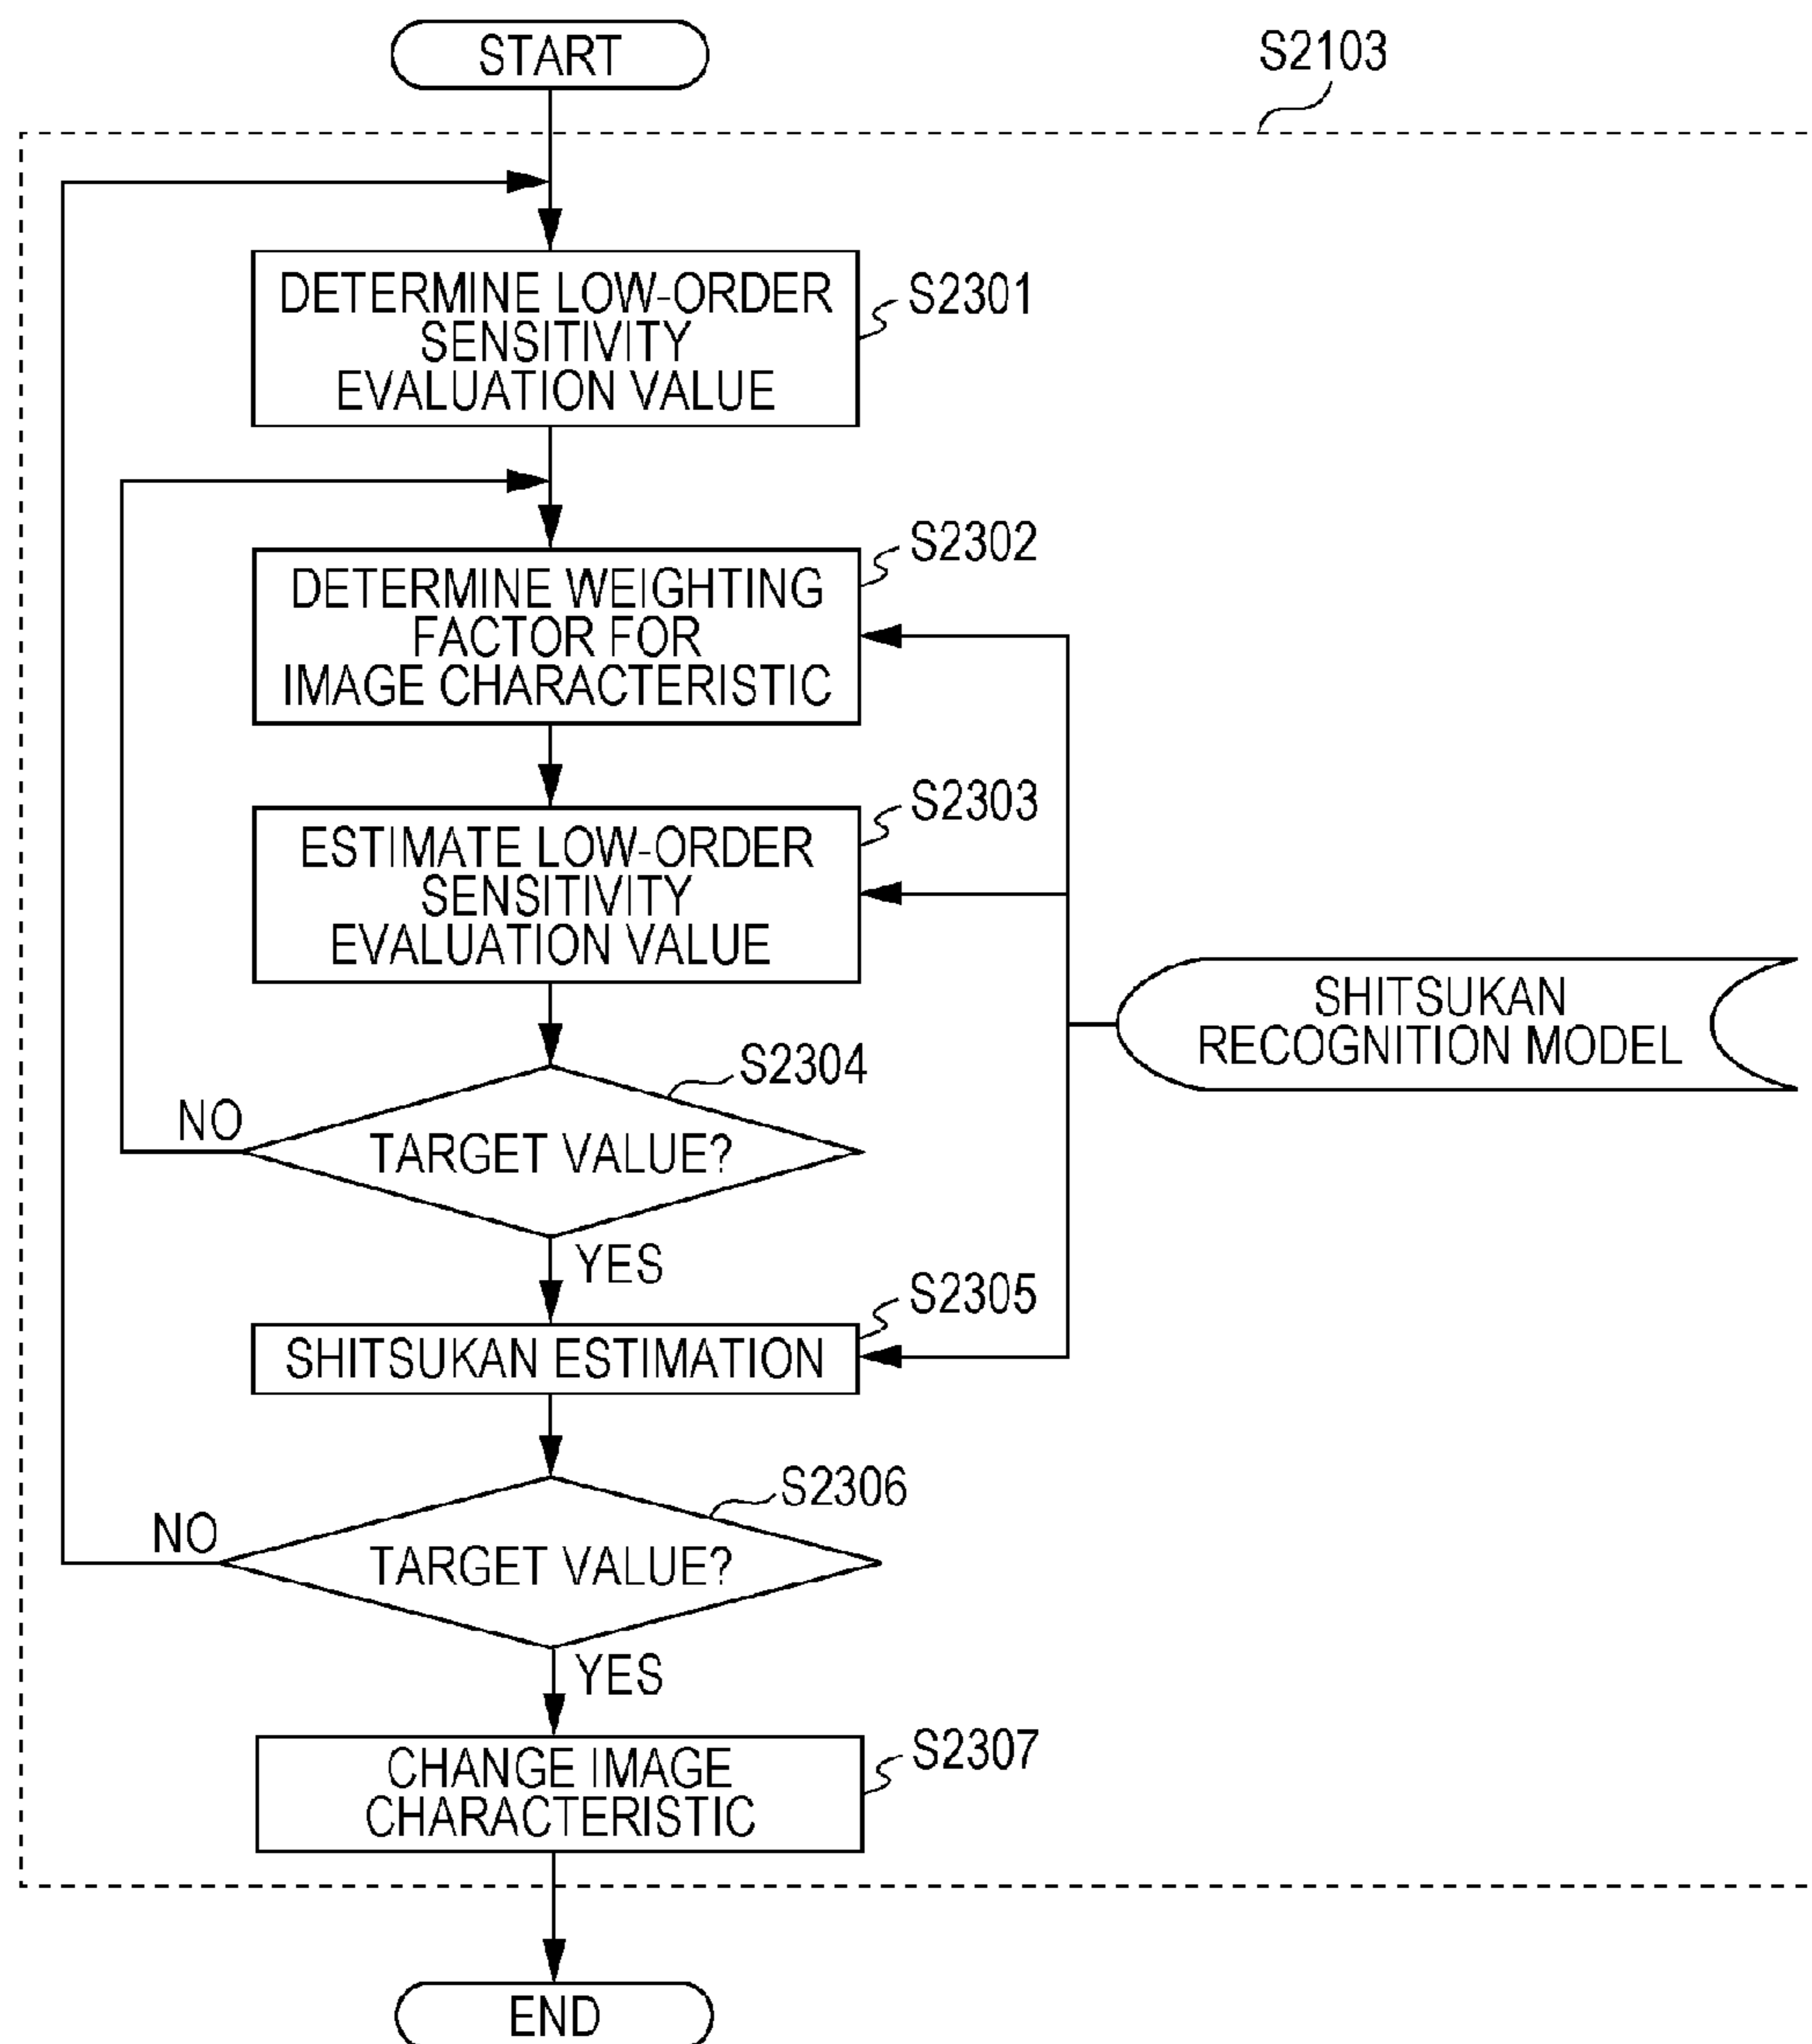 START
S2103
DETERMINE LOW-ORDER
SENSITIVITY
EVALUATION VALUE
S2301
S2302
DETERMINE WEIGHTING
FACTOR FOR
IMAGE CHARACTERISTIC
S2303
ESTIMATE LOW-ORDER
SENSITIVITY
EVALUATION VALUE
SHITSUKAN
RECOGNITION MODEL
S2304
NO
TARGET VALUE?
YES
S2305
SHITSUKAN ESTIMATION
S2306
NO
TARGET VALUE?
YES
S2307
CHANGE IMAGE
CHARACTERISTIC
END